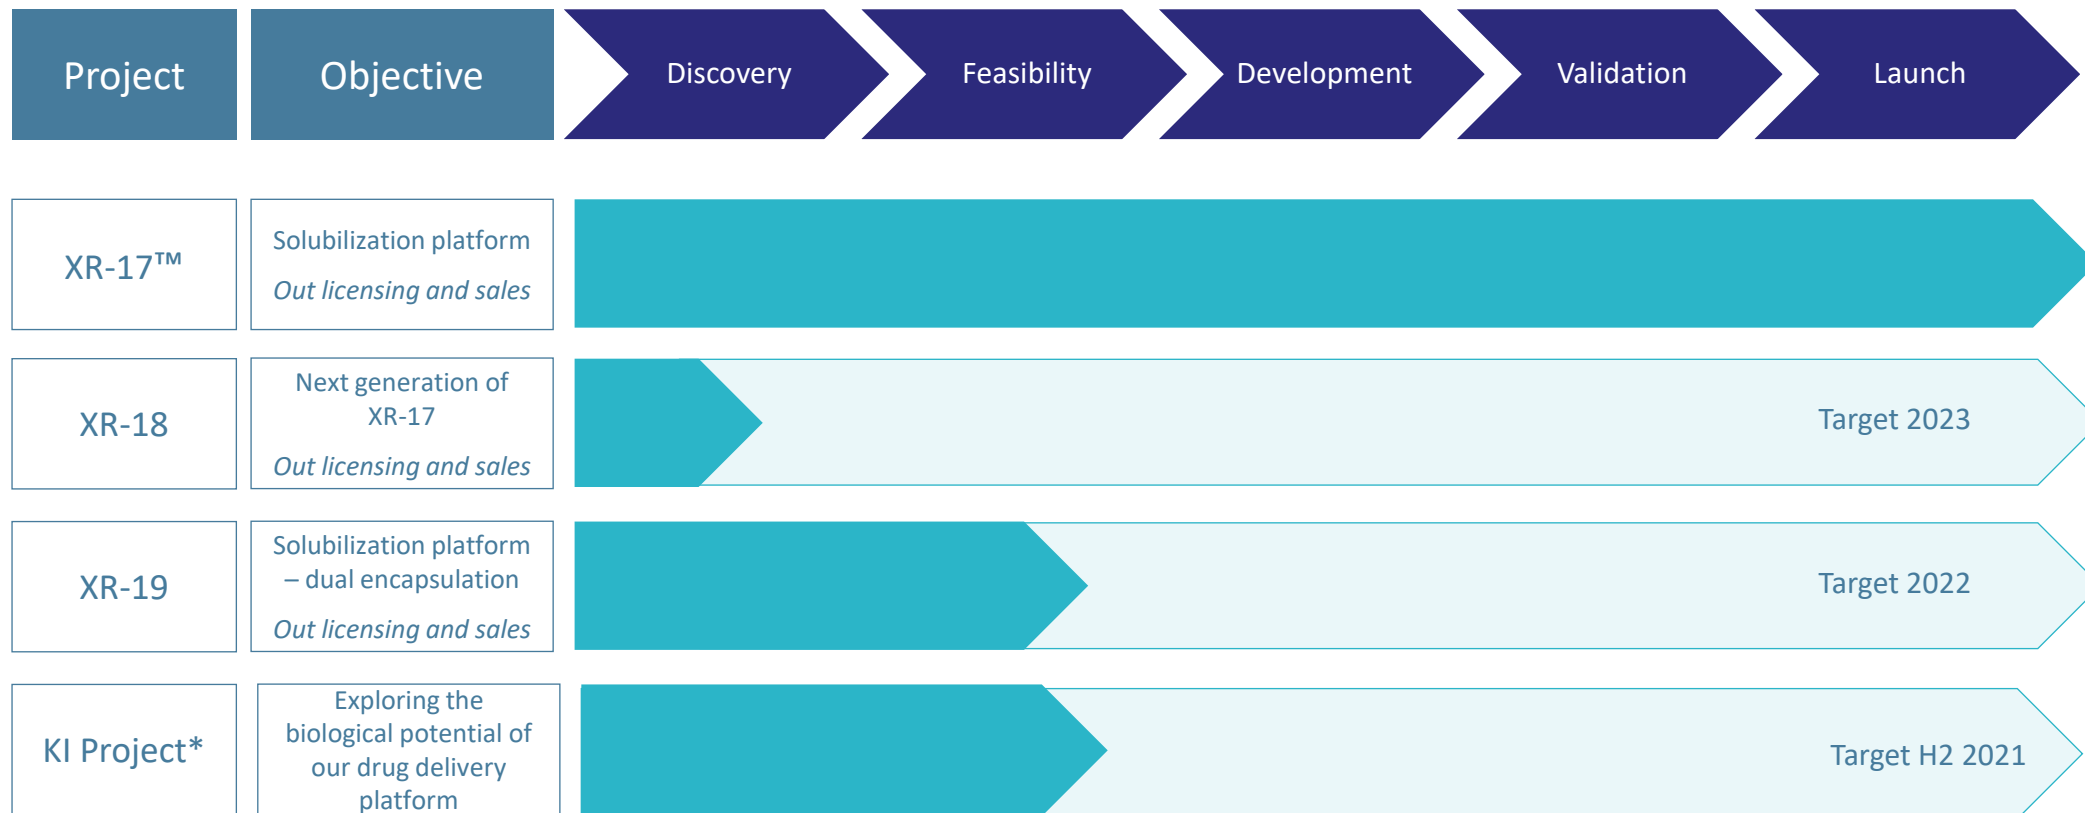 Project
Objective
Discovery
Feasibility
Development
Validation
Launch
XR-17™
Solubilization platform
Out licensing and sales
XR-18
Next generation of
XR-17
Out licensing and sales
Target 2023
XR-19
Solubilization platform
– dual encapsulation
Out licensing and sales
Target 2022
KI Project*
Exploring the
biological potential of
our drug delivery
platform
Target H2 2021